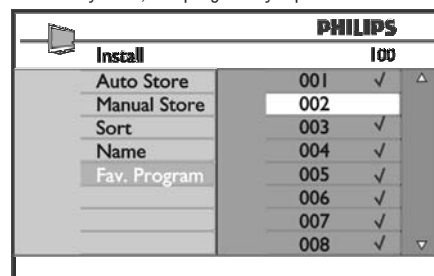 PHILIPS
Install 100
Auto Store 001 √
Manual Store 002
Sort 003 √
Name 004 √
Fav. Program 005 √
006 √
007 √
008 √